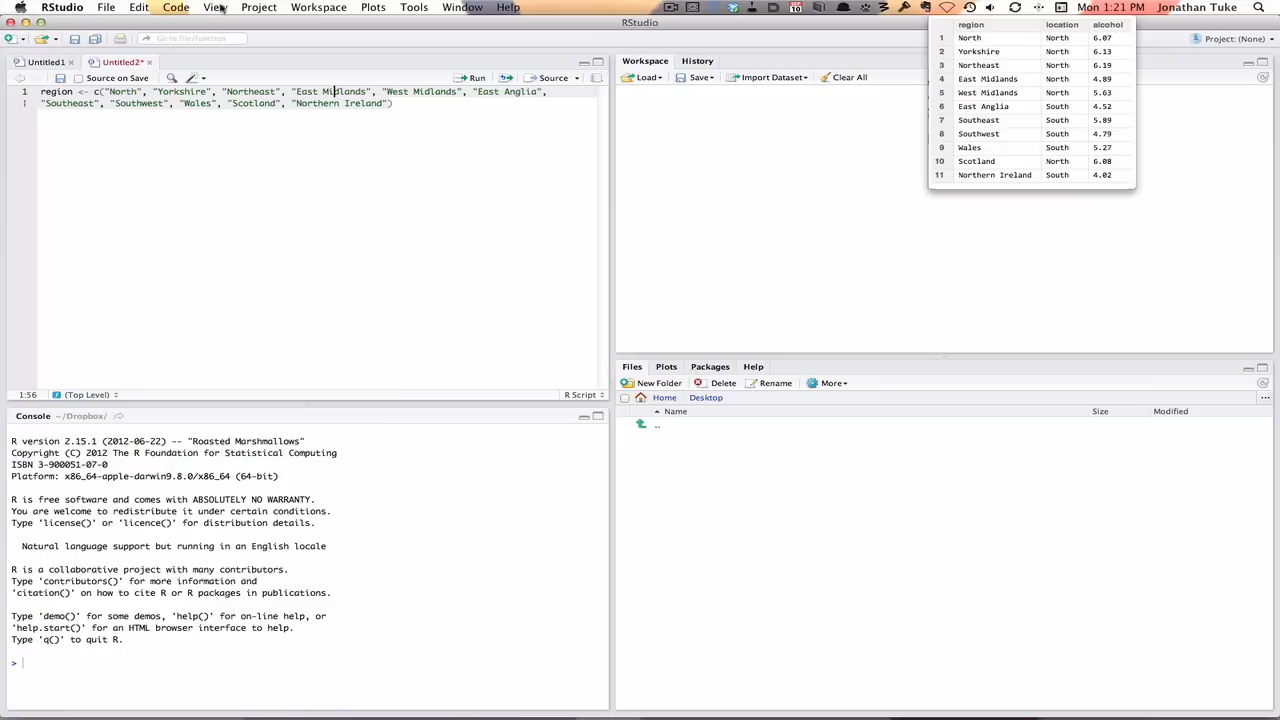 RStudio File Edit Code View Project Workspace Plots Tools Window Help Mon 1:21 PM Jonathan Tuke
RStudio
Go to file/function
Project: (None)
Untitled1
Untitled2*
Source on Save
Run
Source
1 region <- c("North", "Yorkshire", "Northeast", "East Midlands", "West Midlands", "East Anglia",
"Southeast", "Southwest", "Wales", "Scotland", "Northern Ireland")
1:56 (Top Level) R Script
Console ~/Dropbox/
R version 2.15.1 (2012-06-22) -- "Roasted Marshmallows"
Copyright (C) 2012 The R Foundation for Statistical Computing
ISBN 3-900051-07-0
Platform: x86_64-apple-darwin9.8.0/x86_64 (64-bit)
R is free software and comes with ABSOLUTELY NO WARRANTY.
You are welcome to redistribute it under certain conditions.
Type 'license()' or 'licence()' for distribution details.
Natural language support but running in an English locale
R is a collaborative project with many contributors.
Type 'contributors()' for more information and
'citation()' on how to cite R or R packages in publications.
Type 'demo()' for some demos, 'help()' for on-line help, or
'help.start()' for an HTML browser interface to help.
Type 'q()' to quit R.
>
Workspace History
Load Save Import Dataset Clear All
region location alcohol
1 North North 6.07
2 Yorkshire North 6.13
3 Northeast North 6.19
4 East Midlands North 4.89
5 West Midlands North 5.63
6 East Anglia South 4.52
7 Southeast South 5.89
8 Southwest South 4.79
9 Wales South 5.27
10 Scotland North 6.08
11 Northern Ireland South 4.02
Files Plots Packages Help
New Folder Delete Rename More
Home Desktop
Name Size Modified
..